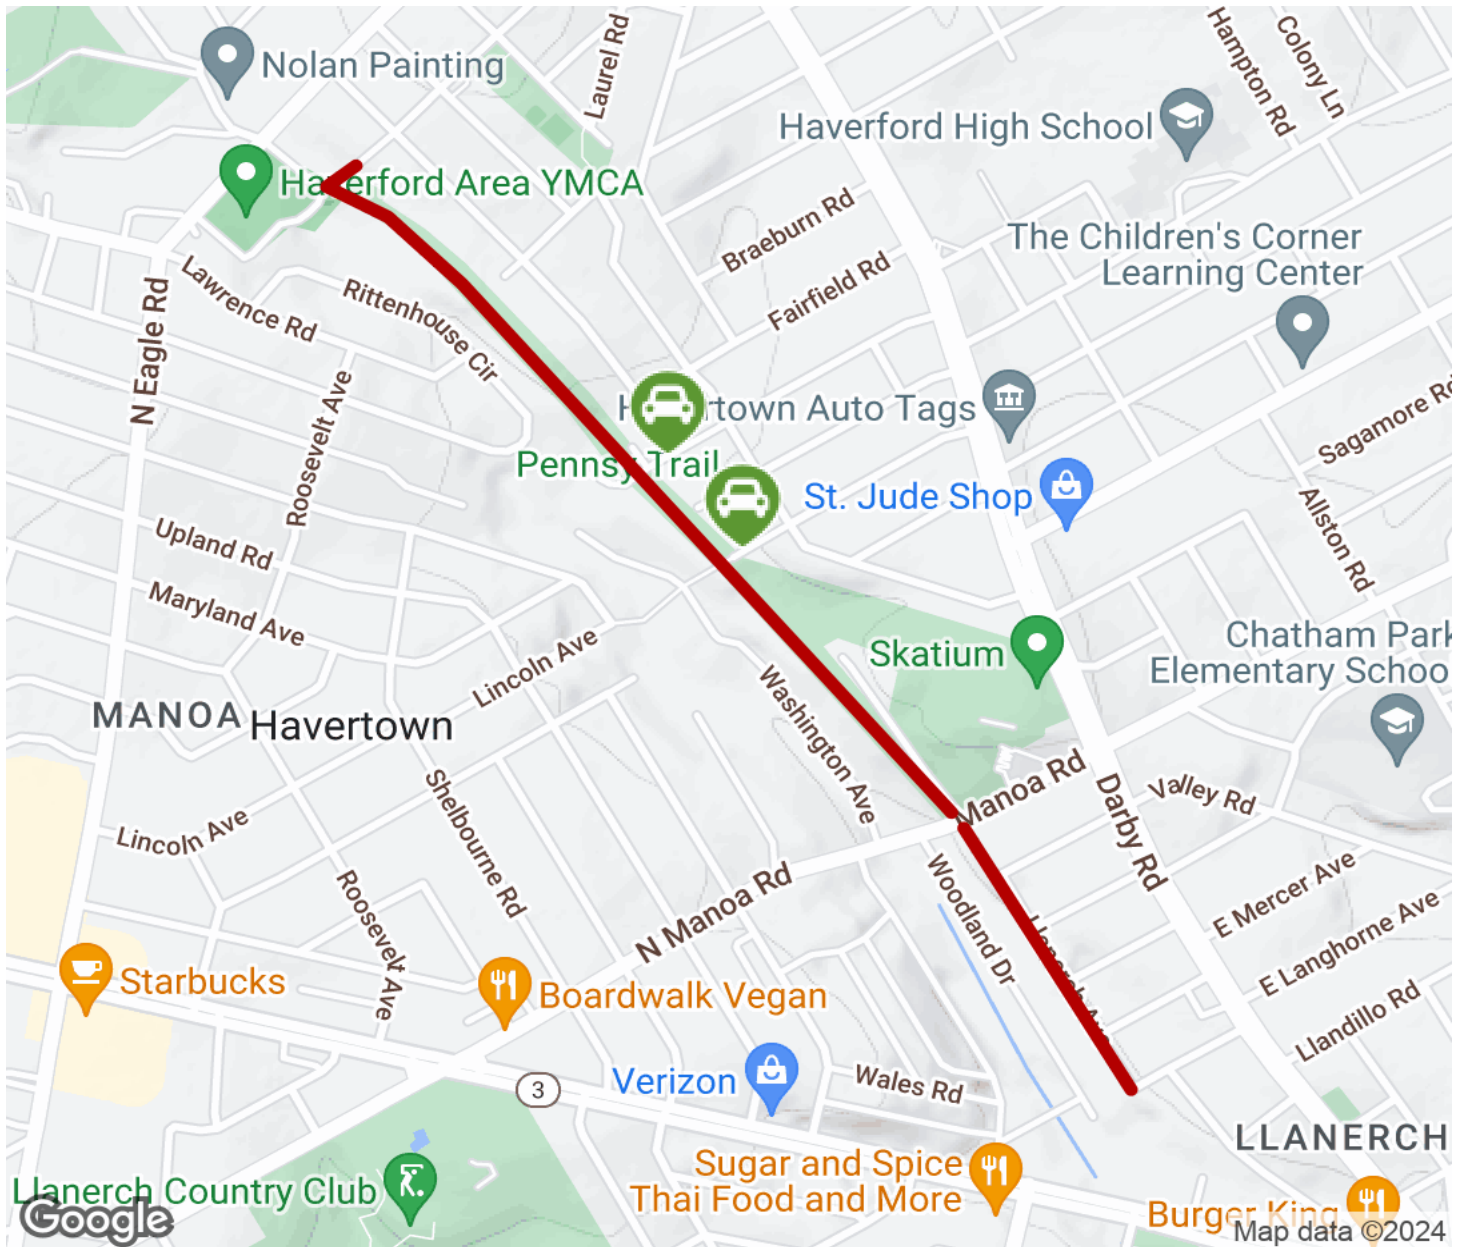 Laurel Rd
Hampton Rd
Colony Ln
Nolan Painting
Haverford High School
Haverford Area YMCA
Braeburn Rd
The Children's Corner
Learning Center
Lawrence Rd
Rittenhouse Cir
Fairfield Rd
N Eagle Rd
Roosevelt Ave
town Auto Tags
Sagamore Rd
Pennsy Trail
St. Jude Shop
Allston Rd
Upland Rd
Maryland Ave
Lincoln Ave
Skatium
Chatham Park
Elementary Schoo
MANOA
Havertown
Washington Ave
Manoa Rd
Valley Rd
Darby Rd
Lincoln Ave
Shelbourne Rd
Roosevelt Ave
N Manoa Rd
Woodland Dr
Llanerch Ave
E Mercer Ave
E Langhorne Ave
Starbucks
Boardwalk Vegan
Llandillo Rd
3
Verizon
Wales Rd
LLANERCH
Sugar and Spice
Thai Food and More
Llanerch Country Club
Burger King
Google
Map data ©2024